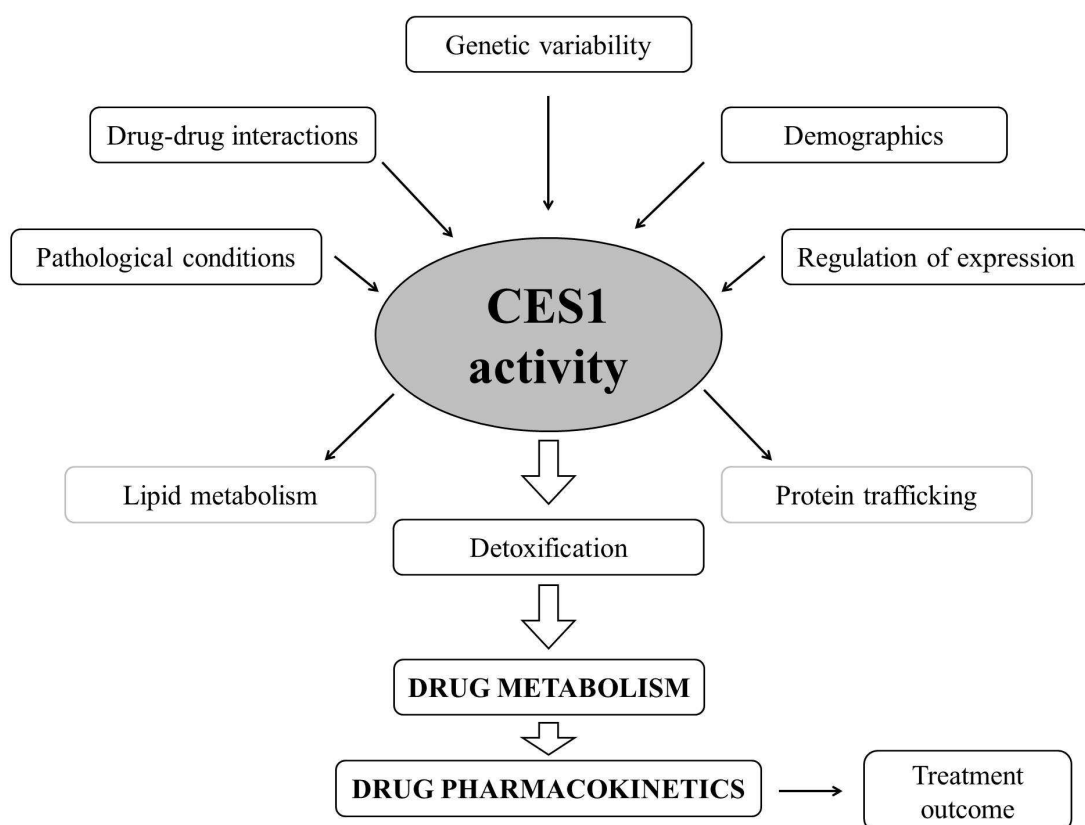 Genetic variability
Drug-drug interactions
Demographics
Pathological conditions
Regulation of expression
CES1
activity
Lipid metabolism
Protein trafficking
Detoxification
DRUG METABOLISM
DRUG PHARMACOKINETICS
Treatment
outcome